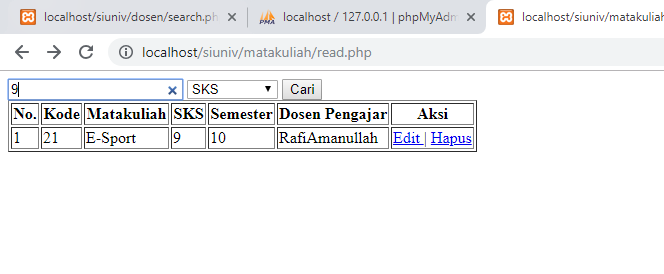 localhost/siuniv/dosen/search.ph
localhost / 127.0.0.1 | phpMyAdm
localhost/siuniv/matakuliah
localhost/siuniv/matakuliah/read.php
9 SKS Cari
No. Kode Matakuliah SKS Semester Dosen Pengajar Aksi
1 21 E-Sport 9 10 RafiAmanullah Edit | Hapus